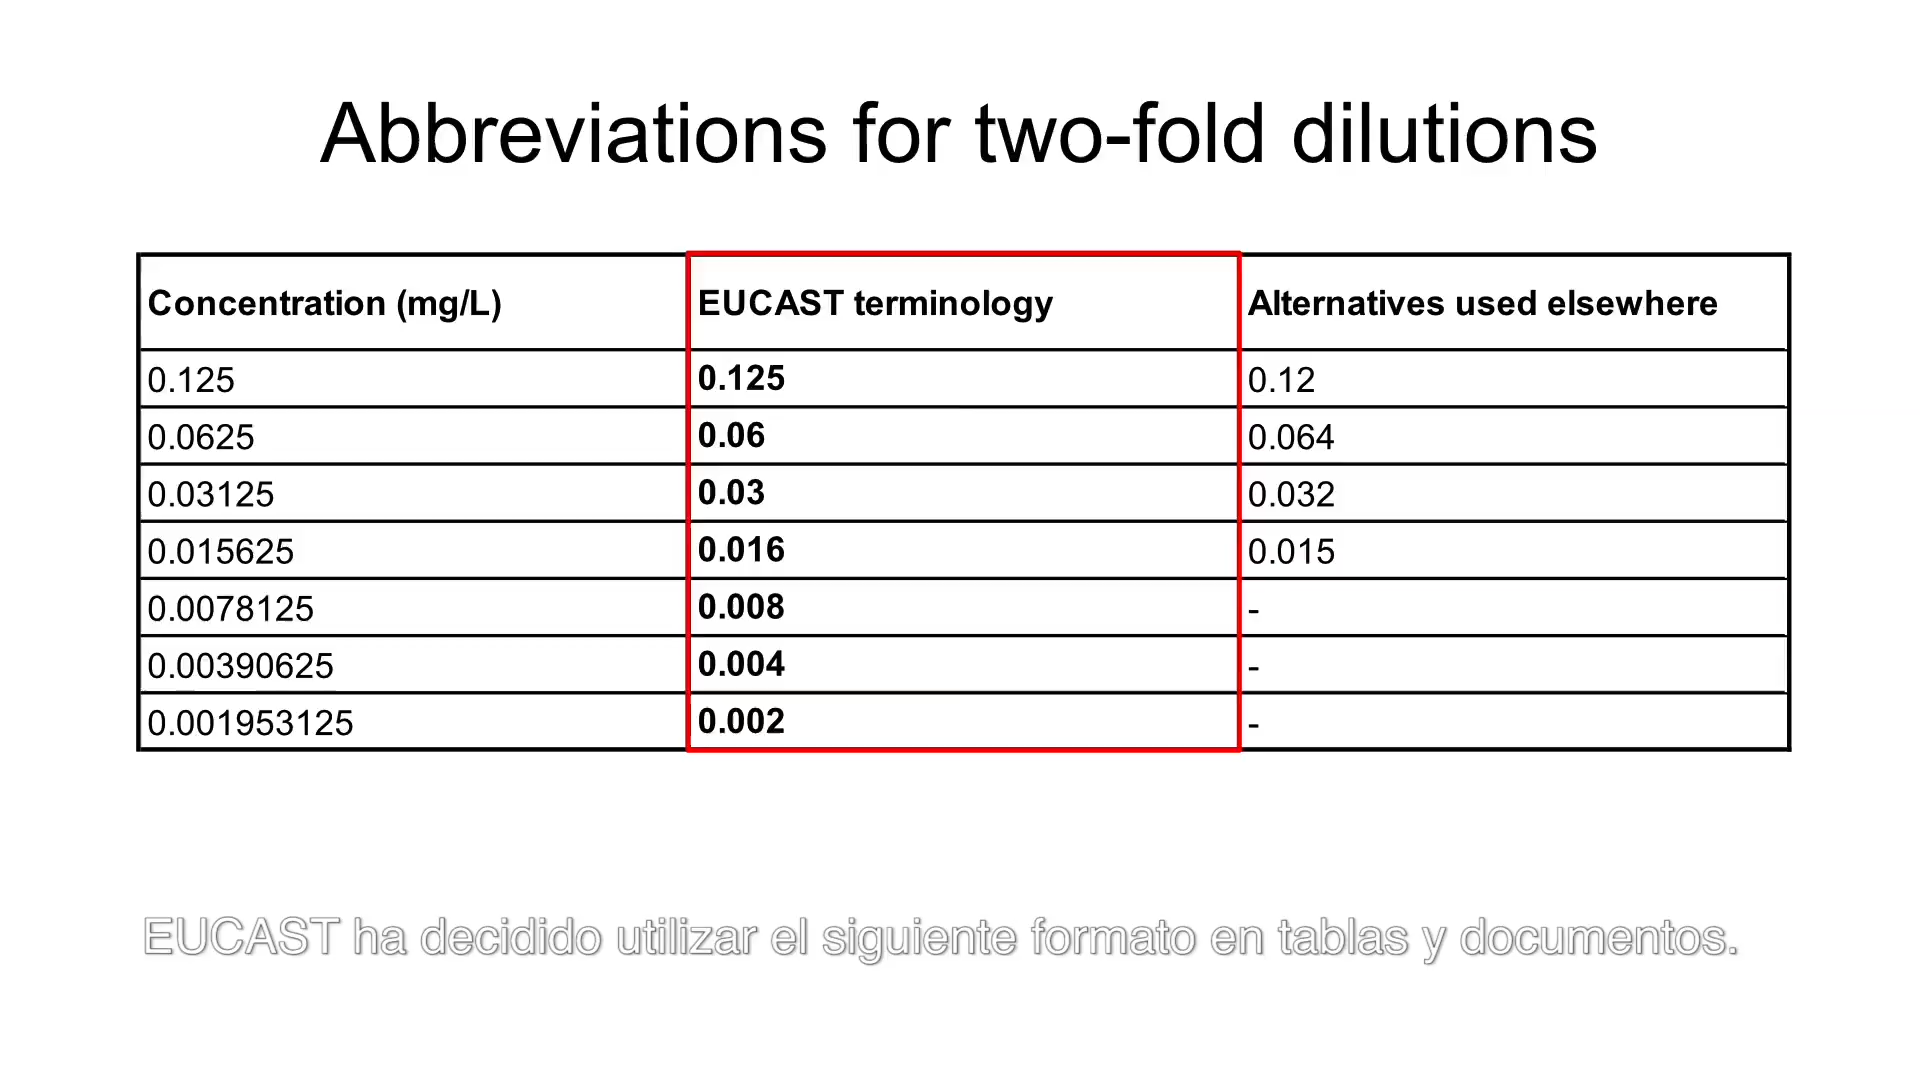 Abbreviations for two-fold dilutions
Concentration (mg/L) EUCAST terminology Alternatives used elsewhere
0.125 0.125 0.12
0.0625 0.06 0.064
0.03125 0.03 0.032
0.015625 0.016 0.015
0.0078125 0.008 -
0.00390625 0.004 -
0.001953125 0.002 -
EUCAST ha decidido utilizar el siguiente formato en tablas y documentos.